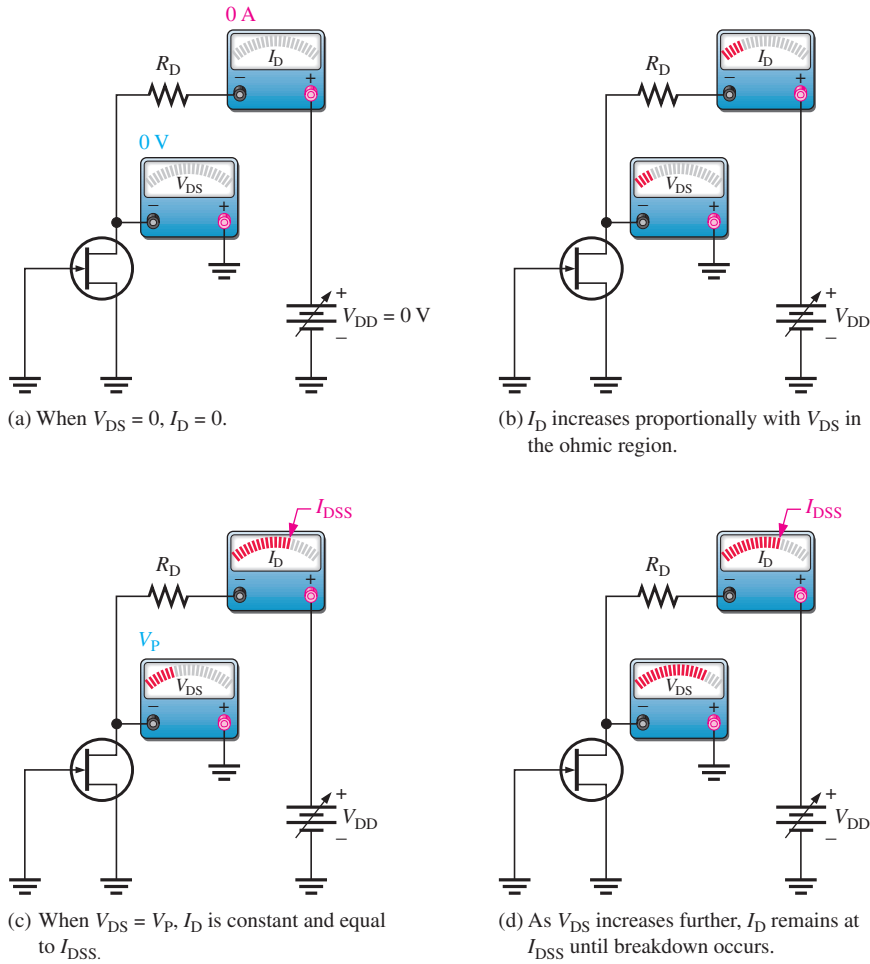 0 A
I_D
− +
R_D
0 V
V_DS
− +
+
V_DD = 0 V
−
(a) When V_DS = 0, I_D = 0.
I_D
− +
R_D
V_DS
− +
+
V_DD
−
(b) I_D increases proportionally with V_DS in
the ohmic region.
I_DSS
I_D
− +
R_D
V_P
V_DS
− +
+
V_DD
−
(c) When V_DS = V_P, I_D is constant and equal
to I_DSS.
I_DSS
I_D
− +
R_D
V_DS
− +
+
V_DD
−
(d) As V_DS increases further, I_D remains at
I_DSS until breakdown occurs.